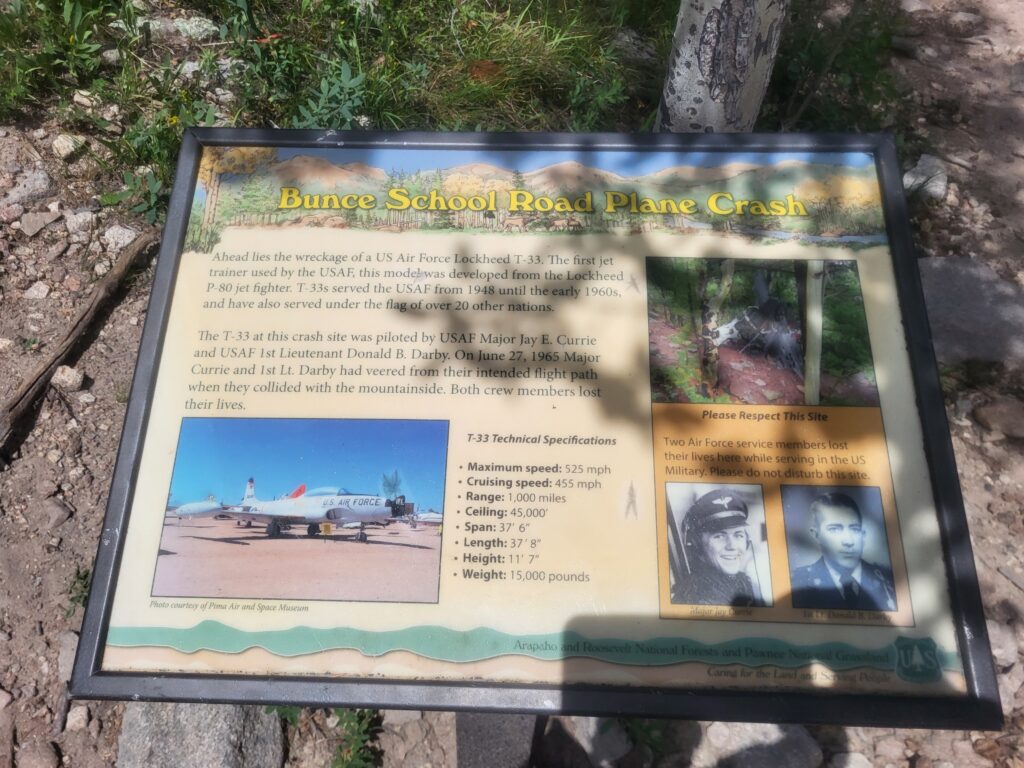 Bunce School Road Plane Crash
Ahead lies the wreckage of a US Air Force Lockheed T-33. The first jet
trainer used by the USAF, this model was developed from the Lockheed
P-80 jet fighter. T-33s served the USAF from 1948 until the early 1960s,
and have also served under the flag of over 20 other nations.
The T-33 at this crash site was piloted by USAF Major Jay E. Currie
and USAF 1st Lieutenant Donald B. Darby. On June 27, 1965 Major
Currie and 1st Lt. Darby had veered from their intended flight path
when they collided with the mountainside. Both crew members lost
their lives.
U.S. AIR FORCE
Photo courtesy of Pima Air and Space Museum
T-33 Technical Specifications
• Maximum speed: 525 mph
• Cruising speed: 455 mph
• Range: 1,000 miles
• Ceiling: 45,000'
• Span: 37' 6"
• Length: 37' 8"
• Height: 11' 7"
• Weight: 15,000 pounds
Please Respect This Site
Two Air Force service members lost
their lives here while serving in the US
Military. Please do not disturb this site.
Major Jay Currie
1st Lt. Donald B. Darby
Arapaho and Roosevelt National Forests and Pawnee National Grassland
Caring for the Land and Serving People
US